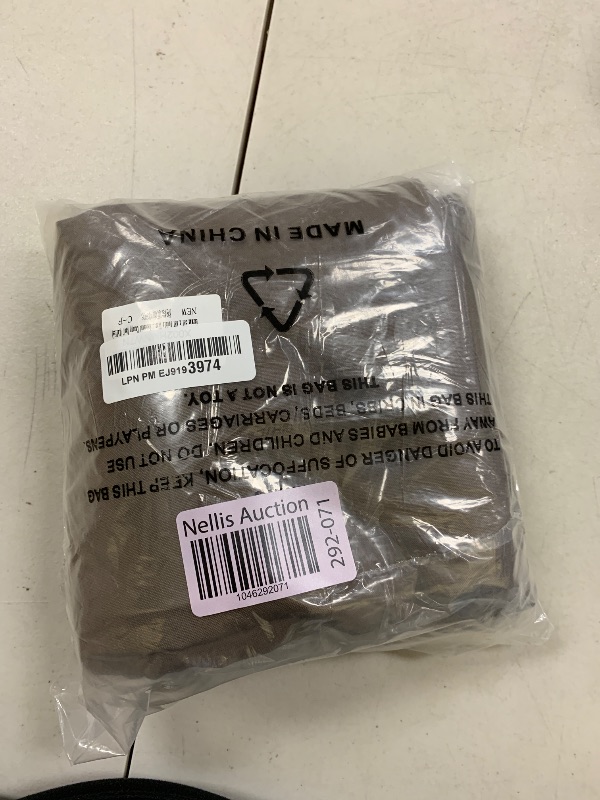 MADE IN CHINA
NEW
LPN PM EJ9193974
TO AVOID DANGER OF SUFFOCATION, KEEP THIS BAG
AWAY FROM BABIES AND CHILDREN. DO NOT USE
THIS BAG IN CRIBS, BEDS, CARRIAGES OR PLAYPENS.
THIS BAG IS NOT A TOY.
Nellis Auction
292-071
1046292071